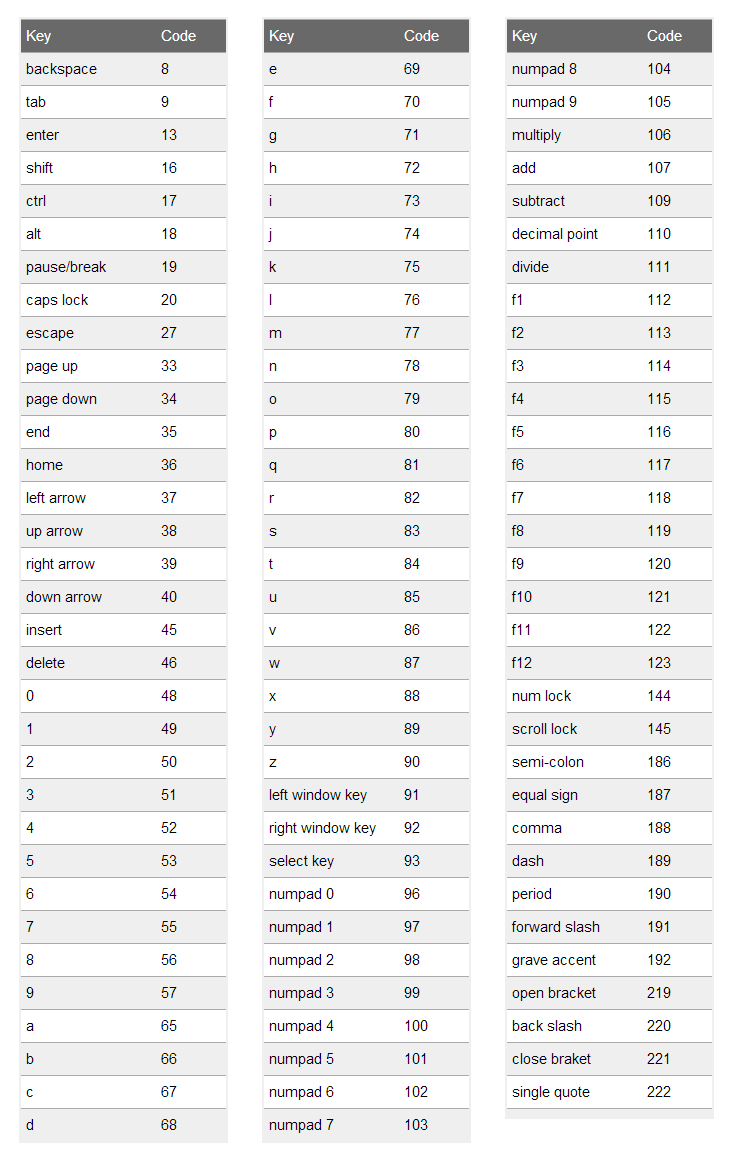 Key Code
backspace 8
tab 9
enter 13
shift 16
ctrl 17
alt 18
pause/break 19
caps lock 20
escape 27
page up 33
page down 34
end 35
home 36
left arrow 37
up arrow 38
right arrow 39
down arrow 40
insert 45
delete 46
0 48
1 49
2 50
3 51
4 52
5 53
6 54
7 55
8 56
9 57
a 65
b 66
c 67
d 68
Key Code
e 69
f 70
g 71
h 72
i 73
j 74
k 75
l 76
m 77
n 78
o 79
p 80
q 81
r 82
s 83
t 84
u 85
v 86
w 87
x 88
y 89
z 90
left window key 91
right window key 92
select key 93
numpad 0 96
numpad 1 97
numpad 2 98
numpad 3 99
numpad 4 100
numpad 5 101
numpad 6 102
numpad 7 103
Key Code
numpad 8 104
numpad 9 105
multiply 106
add 107
subtract 109
decimal point 110
divide 111
f1 112
f2 113
f3 114
f4 115
f5 116
f6 117
f7 118
f8 119
f9 120
f10 121
f11 122
f12 123
num lock 144
scroll lock 145
semi-colon 186
equal sign 187
comma 188
dash 189
period 190
forward slash 191
grave accent 192
open bracket 219
back slash 220
close braket 221
single quote 222